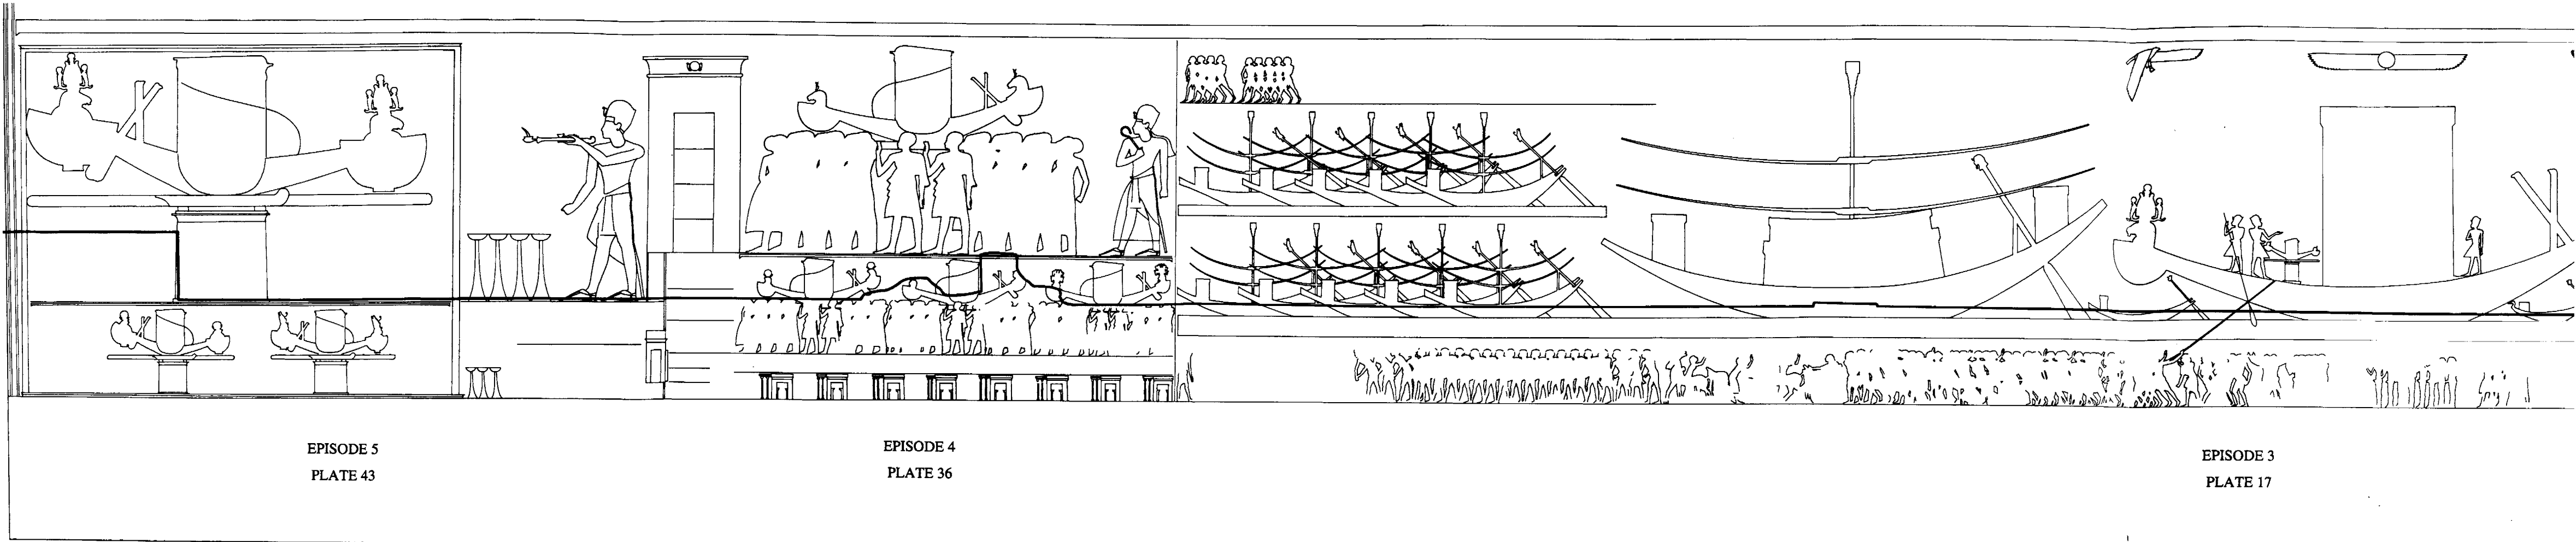 EPISODE 5
PLATE 43
EPISODE 4
PLATE 36
EPISODE 3
PLATE 17